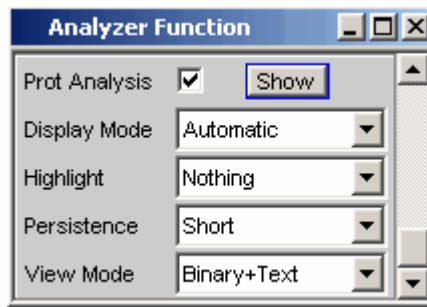 Analyzer Function
Prot Analysis Show
Display Mode Automatic
Highlight Nothing
Persistence Short
View Mode Binary+Text